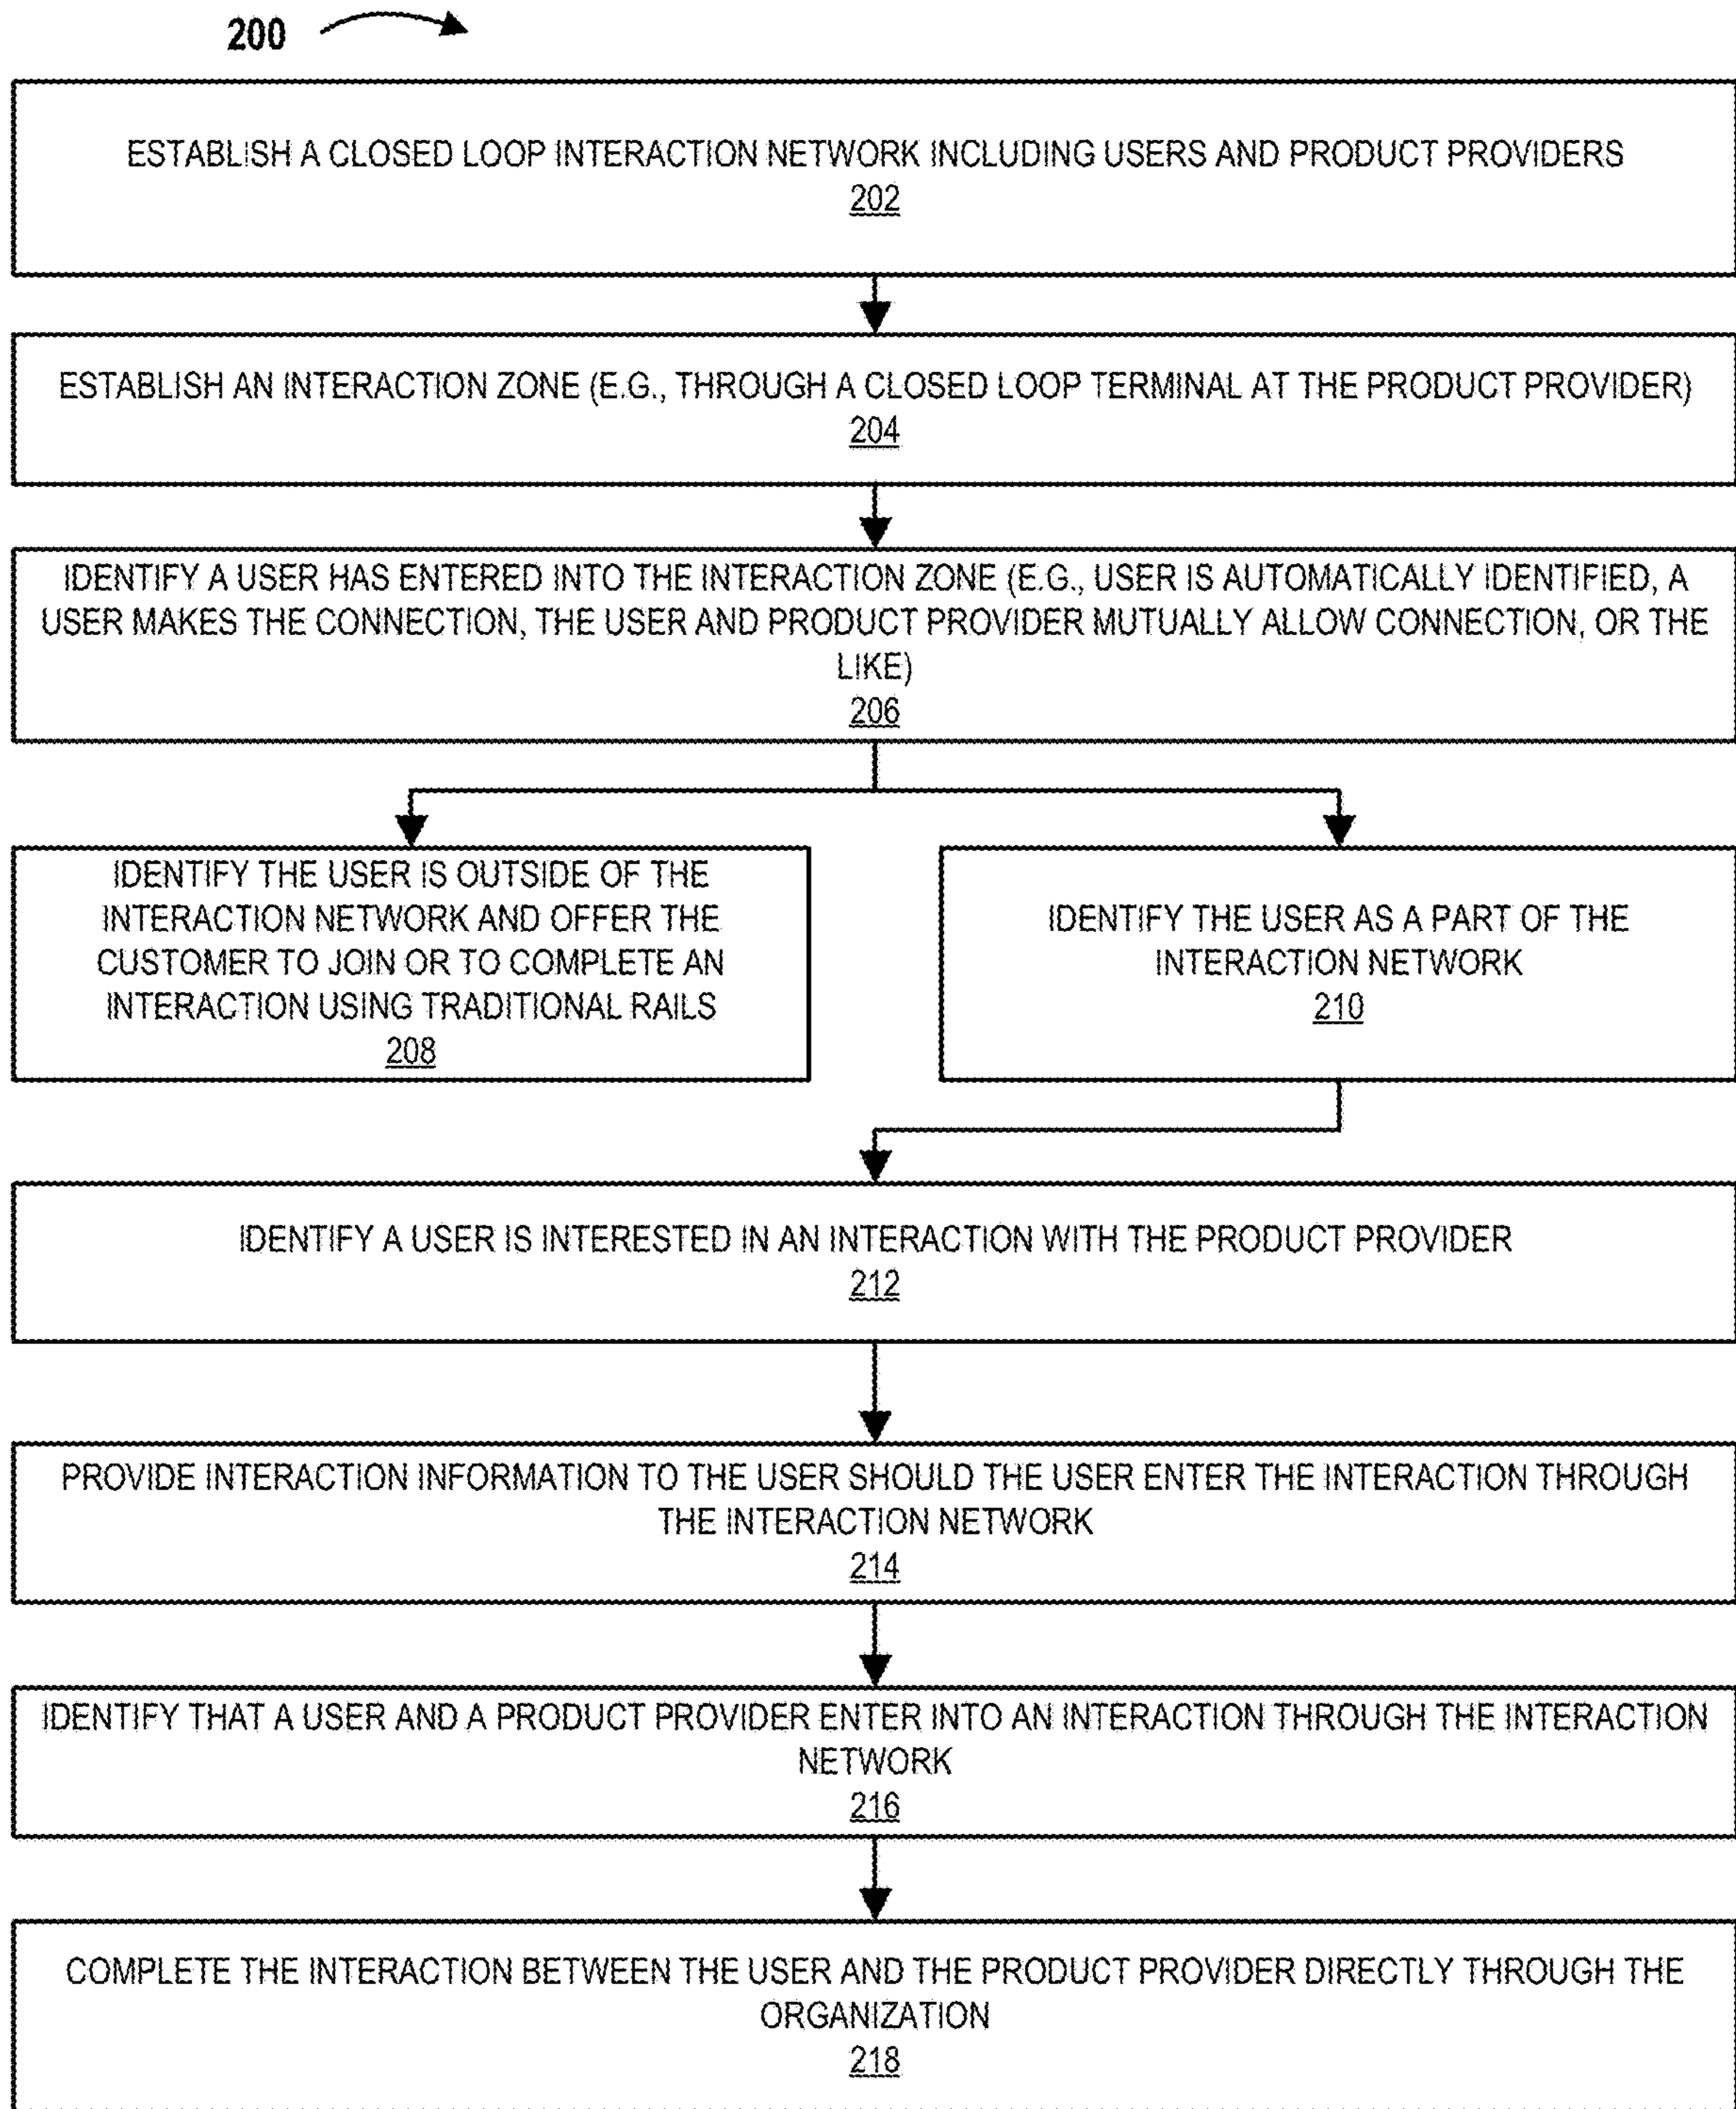 200
ESTABLISH A CLOSED LOOP INTERACTION NETWORK INCLUDING USERS AND PRODUCT PROVIDERS
202
ESTABLISH AN INTERACTION ZONE (E.G., THROUGH A CLOSED LOOP TERMINAL AT THE PRODUCT PROVIDER)
204
IDENTIFY A USER HAS ENTERED INTO THE INTERACTION ZONE (E.G., USER IS AUTOMATICALLY IDENTIFIED, A
USER MAKES THE CONNECTION, THE USER AND PRODUCT PROVIDER MUTUALLY ALLOW CONNECTION, OR THE
LIKE)
206
IDENTIFY THE USER IS OUTSIDE OF THE
INTERACTION NETWORK AND OFFER THE
CUSTOMER TO JOIN OR TO COMPLETE AN
INTERACTION USING TRADITIONAL RAILS
208
IDENTIFY THE USER AS A PART OF THE
INTERACTION NETWORK
210
IDENTIFY A USER IS INTERESTED IN AN INTERACTION WITH THE PRODUCT PROVIDER
212
PROVIDE INTERACTION INFORMATION TO THE USER SHOULD THE USER ENTER THE INTERACTION THROUGH
THE INTERACTION NETWORK
214
IDENTIFY THAT A USER AND A PRODUCT PROVIDER ENTER INTO AN INTERACTION THROUGH THE INTERACTION
NETWORK
216
COMPLETE THE INTERACTION BETWEEN THE USER AND THE PRODUCT PROVIDER DIRECTLY THROUGH THE
ORGANIZATION
218